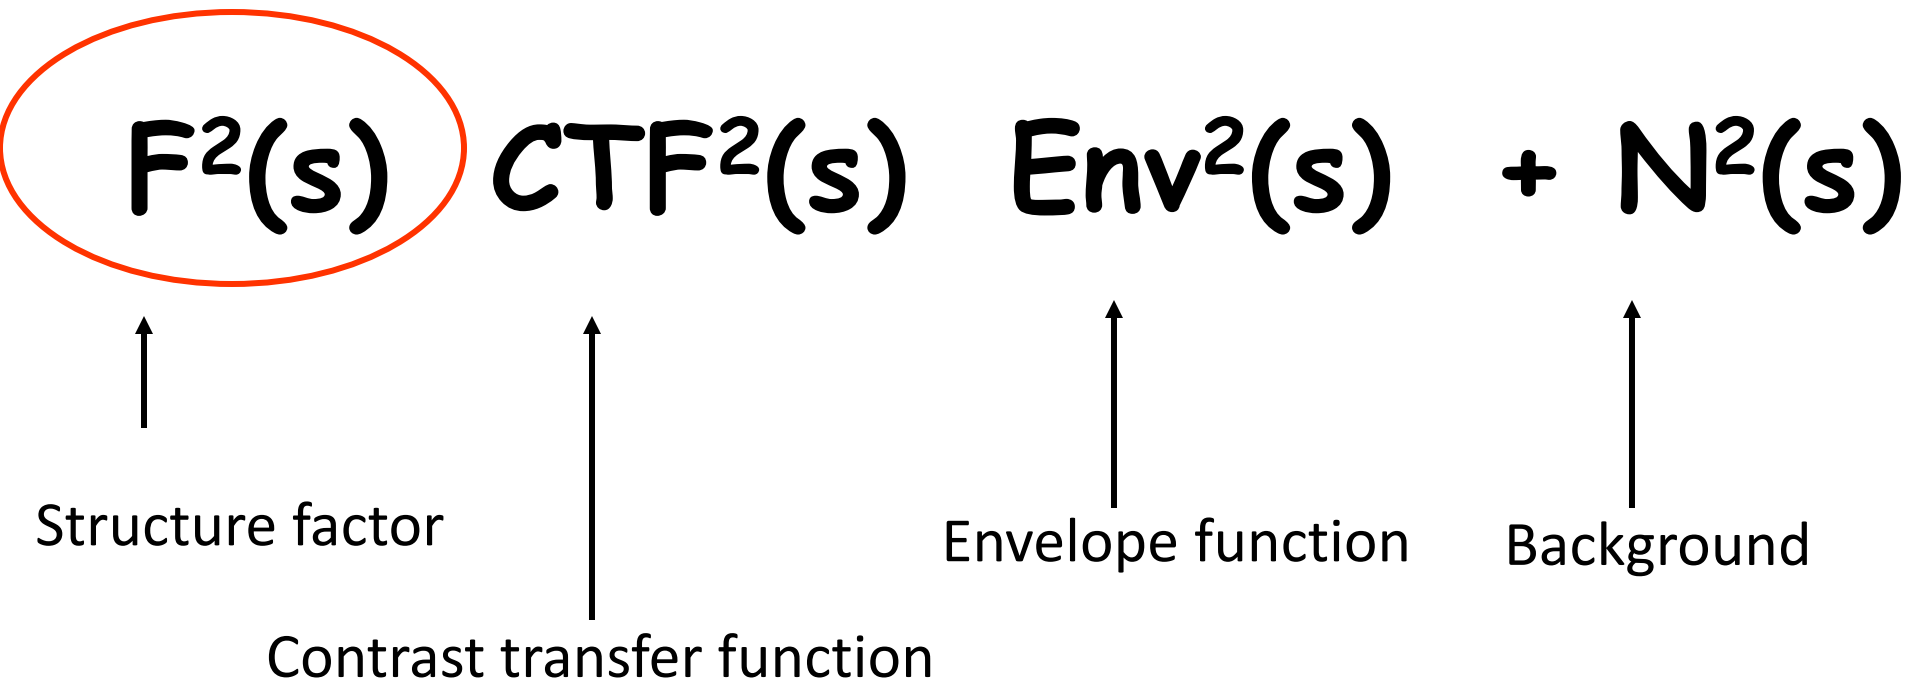 F²(s) CTF²(s) Env²(s) + N²(s)
Structure factor
Envelope function
Background
Contrast transfer function